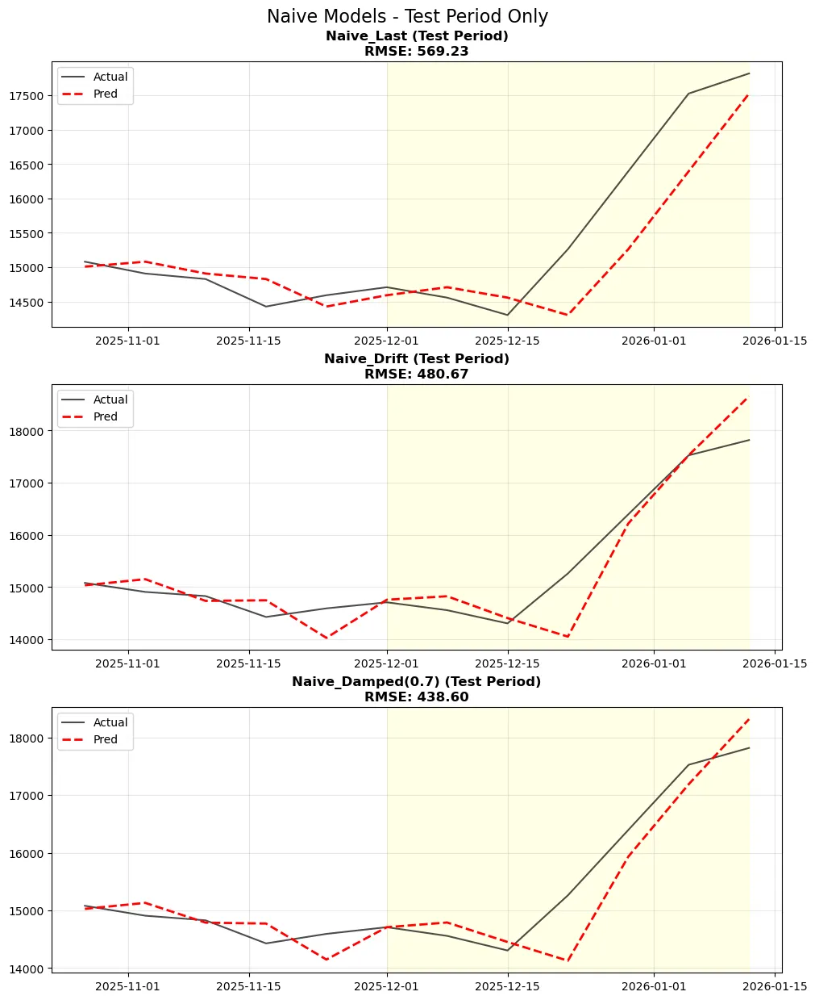 Naive Models - Test Period Only
Naive_Last (Test Period)
RMSE: 569.23
Actual
Pred
17500
17000
16500
16000
15500
15000
14500
2025-11-01 2025-11-15 2025-12-01 2025-12-15 2026-01-01 2026-01-15
Naive_Drift (Test Period)
RMSE: 480.67
Actual
Pred
18000
17000
16000
15000
14000
2025-11-01 2025-11-15 2025-12-01 2025-12-15 2026-01-01 2026-01-15
Naive_Damped(0.7) (Test Period)
RMSE: 438.60
Actual
Pred
18000
17000
16000
15000
14000
2025-11-01 2025-11-15 2025-12-01 2025-12-15 2026-01-01 2026-01-15